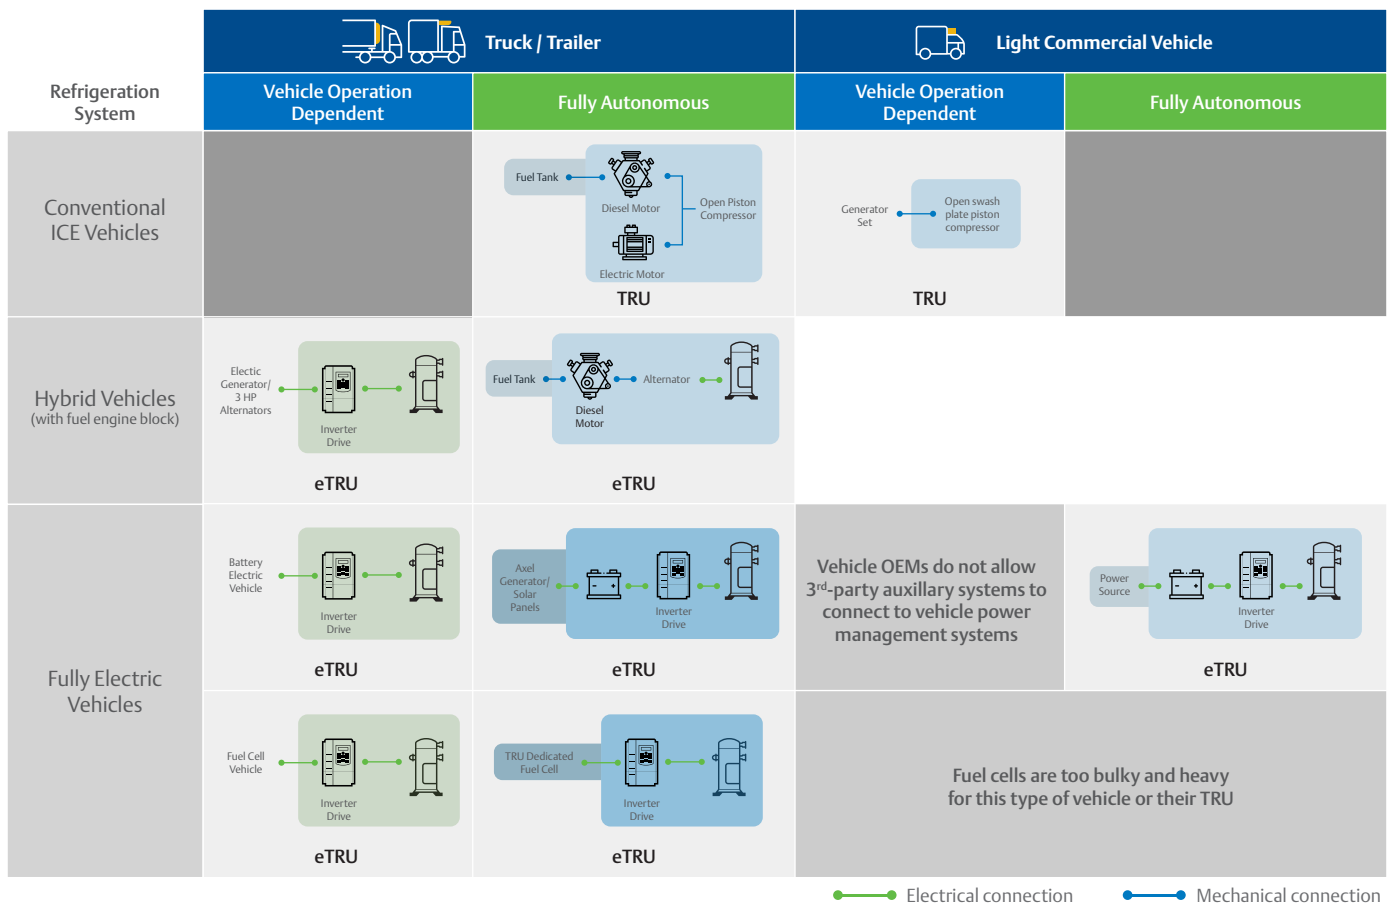 Truck / Trailer
Light Commercial Vehicle
Refrigeration
System
Vehicle Operation
Dependent
Fully Autonomous
Vehicle Operation
Dependent
Fully Autonomous
Conventional
ICE Vehicles
Fuel Tank
Diesel Motor
Electric Motor
Open Piston
Compressor
TRU
Generator
Set
Open swash
plate piston
compressor
TRU
Hybrid Vehicles
(with fuel engine block)
Electic
Generator/
3 HP
Alternators
Inverter
Drive
eTRU
Fuel Tank
Diesel
Motor
Alternator
eTRU
Fully Electric
Vehicles
Battery
Electric
Vehicle
Inverter
Drive
eTRU
Axel
Generator/
Solar
Panels
Inverter
Drive
eTRU
Vehicle OEMs do not allow
3rd-party auxillary systems to
connect to vehicle power
management systems
Power
Source
Inverter
Drive
eTRU
Fuel Cell
Vehicle
Inverter
Drive
eTRU
TRU Dedicated
Fuel Cell
Inverter
Drive
eTRU
Fuel cells are too bulky and heavy
for this type of vehicle or their TRU
Electrical connection
Mechanical connection